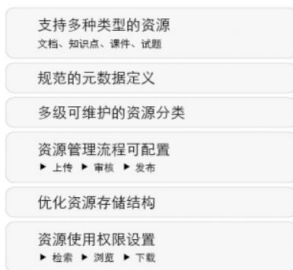 支持多种类型的资源
文档、知识点、课件、试题
规范的元数据定义
多级可维护的资源分类
资源管理流程可配置
▶ 上传 ▶ 审核 ▶ 发布
优化资源存储结构
资源使用权限设置
▶ 检索 ▶ 浏览 ▶ 下载